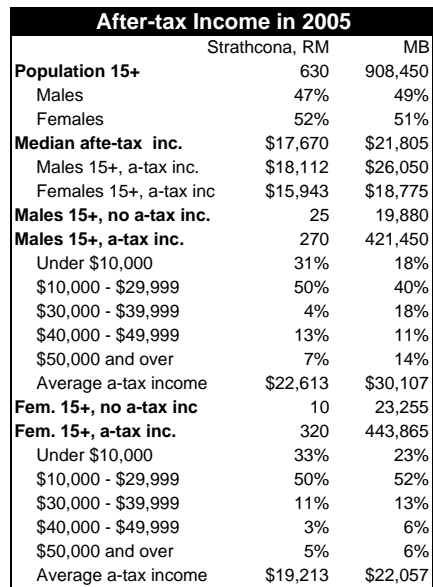 After-tax Income in 2005
Strathcona, RM MB
Population 15+ 630 908,450
Males 47% 49%
Females 52% 51%
Median afte-tax inc. $17,670 $21,805
Males 15+, a-tax inc. $18,112 $26,050
Females 15+, a-tax inc $15,943 $18,775
Males 15+, no a-tax inc. 25 19,880
Males 15+, a-tax inc. 270 421,450
Under $10,000 31% 18%
$10,000 - $29,999 50% 40%
$30,000 - $39,999 4% 18%
$40,000 - $49,999 13% 11%
$50,000 and over 7% 14%
Average a-tax income $22,613 $30,107
Fem. 15+, no a-tax inc 10 23,255
Fem. 15+, a-tax inc. 320 443,865
Under $10,000 33% 23%
$10,000 - $29,999 50% 52%
$30,000 - $39,999 11% 13%
$40,000 - $49,999 3% 6%
$50,000 and over 5% 6%
Average a-tax income $19,213 $22,057